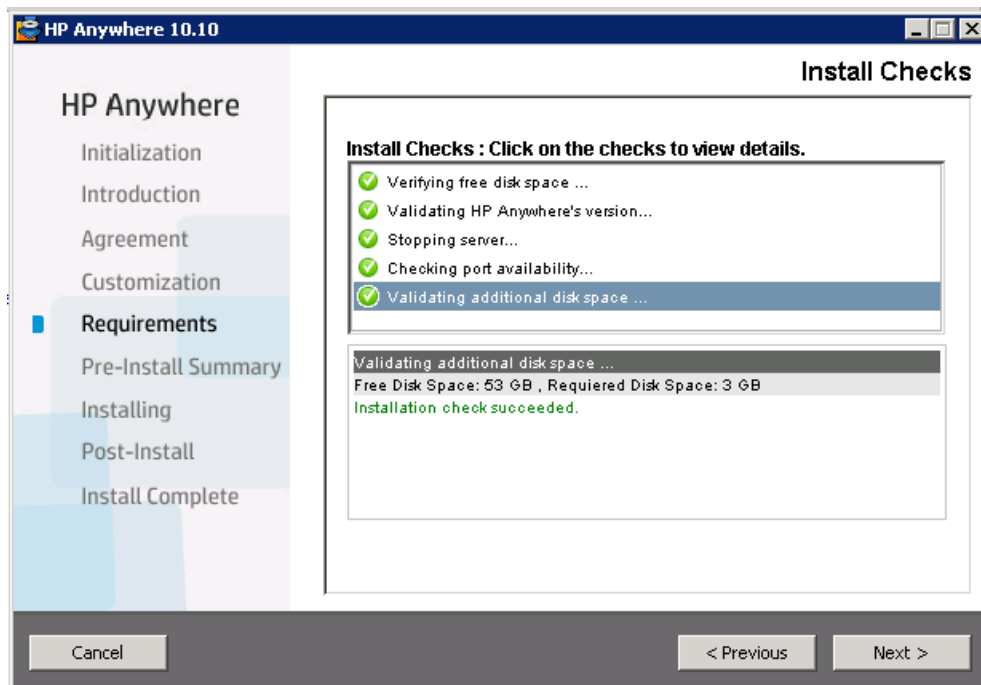 HP Anywhere 10.10
Install Checks
HP Anywhere
Initialization
Introduction
Agreement
Customization
Requirements
Pre-Install Summary
Installing
Post-Install
Install Complete
Install Checks : Click on the checks to view details.
Verifying free disk space ...
Validating HP Anywhere's version...
Stopping server...
Checking port availability...
Validating additional disk space ...
Validating additional disk space ...
Free Disk Space: 53 GB , Requiered Disk Space: 3 GB
Installation check succeeded.
Cancel
< Previous
Next >